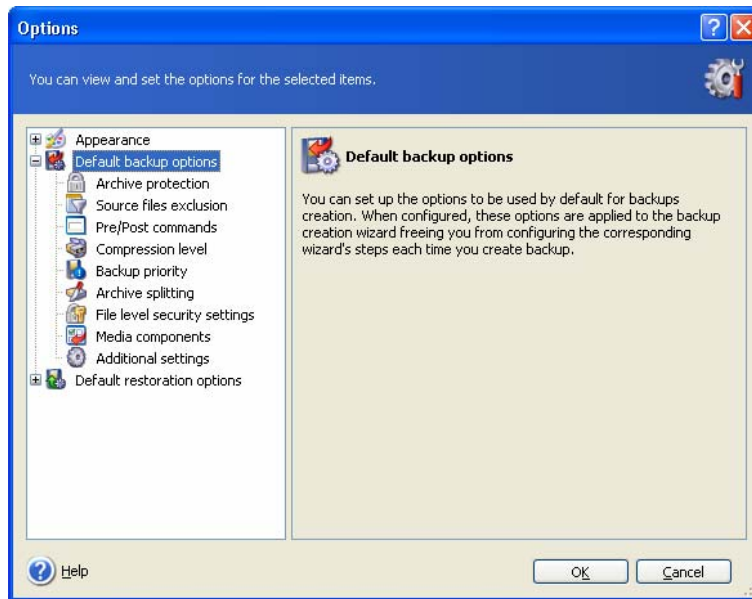 Options
You can view and set the options for the selected items.
Appearance
Default backup options
Archive protection
Source files exclusion
Pre/Post commands
Compression level
Backup priority
Archive splitting
File level security settings
Media components
Additional settings
Default restoration options
Default backup options
You can set up the options to be used by default for backups
creation. When configured, these options are applied to the backup
creation wizard freeing you from configuring the corresponding
wizard's steps each time you create backup.
Help
OK
Cancel